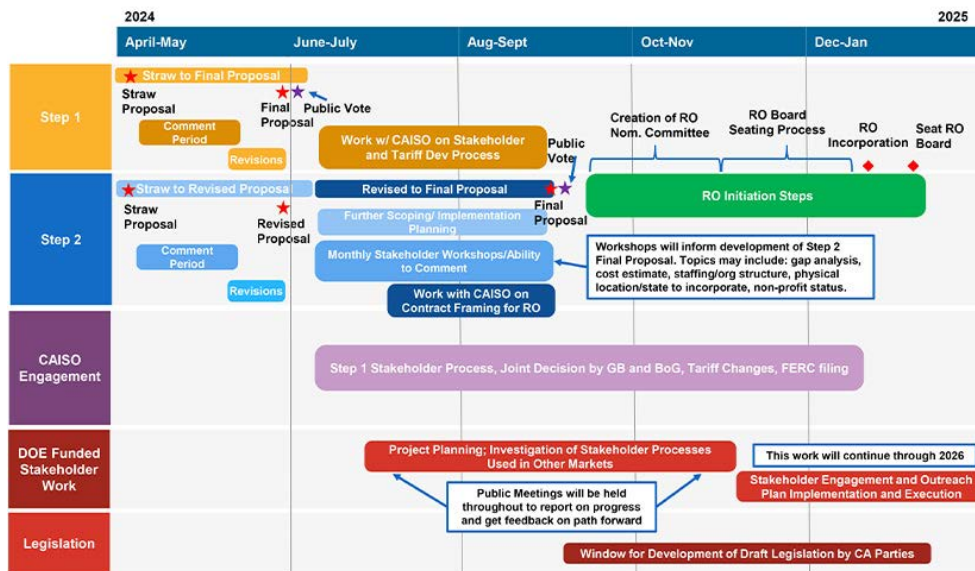 2024
2025
April-May
June-July
Aug-Sept
Oct-Nov
Dec-Jan
Step 1
Straw to Final Proposal
Straw
Proposal
Final
Proposal
Public Vote
Comment
Period
Revisions
Work w/ CAISO on Stakeholder
and Tariff Dev Process
Public
Vote
Creation of RO
Nom. Committee
RO Board
Seating Process
RO
Incorporation
Seat RO
Board
Step 2
Straw to Revised Proposal
Straw
Proposal
Revised
Proposal
Comment
Period
Revisions
Revised to Final Proposal
Final
Proposal
RO Initiation Steps
Further Scoping/ Implementation
Planning
Monthly Stakeholder Workshops/Ability
to Comment
Work with CAISO on
Contract Framing for RO
Workshops will inform development of Step 2
Final Proposal. Topics may include: gap analysis,
cost estimate, staffing/org structure, physical
location/state to incorporate, non-profit status.
CAISO
Engagement
Step 1 Stakeholder Process, Joint Decision by GB and BoG, Tariff Changes, FERC filing
DOE Funded
Stakeholder
Work
Project Planning; Investigation of Stakeholder Processes
Used in Other Markets
This work will continue through 2026
Stakeholder Engagement and Outreach
Plan Implementation and Execution
Public Meetings will be held
throughout to report on progress
and get feedback on path forward
Legislation
Window for Development of Draft Legislation by CA Parties